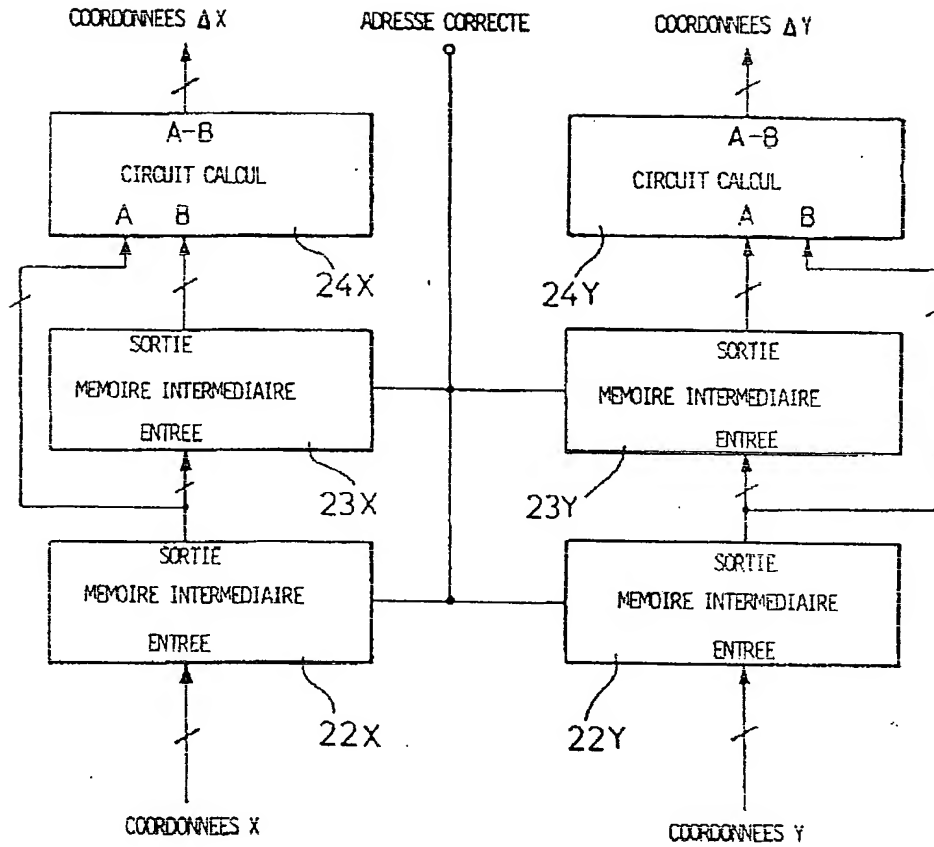 COORDONNEES Δ X
ADRESSE CORRECTE
COORDONNEES Δ Y
A-B
CIRCUIT CALCUL
A B
24X
A-B
CIRCUIT CALCUL
A B
24Y
SORTIE
MEMOIRE INTERMEDIAIRE
ENTREE
23X
SORTIE
MEMOIRE INTERMEDIAIRE
ENTREE
23Y
SORTIE
MEMOIRE INTERMEDIAIRE
ENTREE
22X
SORTIE
MEMOIRE INTERMEDIAIRE
ENTREE
22Y
COORDONNEES X
COORDONNEES Y